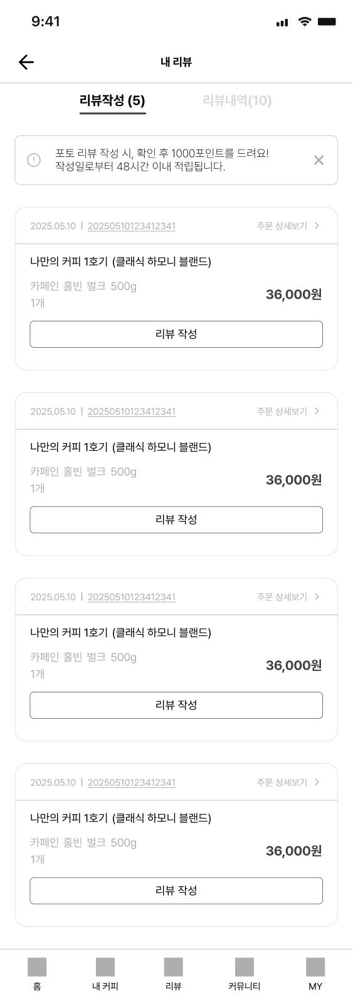 9:41
내 리뷰
리뷰작성 (5) 리뷰내역(10)
포토 리뷰 작성 시, 확인 후 1000포인트를 드려요!
작성일로부터 48시간 이내 적립됩니다.
2025.05.10 | 20250510123412341 주문 상세보기 >
나만의 커피 1호기 (클래식 하모니 블랜드)
카페인 홀빈 벌크 500g
36,000원
1개
리뷰 작성
2025.05.10 | 20250510123412341 주문 상세보기 >
나만의 커피 1호기 (클래식 하모니 블랜드)
카페인 홀빈 벌크 500g
36,000원
1개
리뷰 작성
2025.05.10 | 20250510123412341 주문 상세보기 >
나만의 커피 1호기 (클래식 하모니 블랜드)
카페인 홀빈 벌크 500g
36,000원
1개
리뷰 작성
2025.05.10 | 20250510123412341 주문 상세보기 >
나만의 커피 1호기 (클래식 하모니 블랜드)
카페인 홀빈 벌크 500g
36,000원
1개
리뷰 작성
홈 내 커피 리뷰 커뮤니티 MY